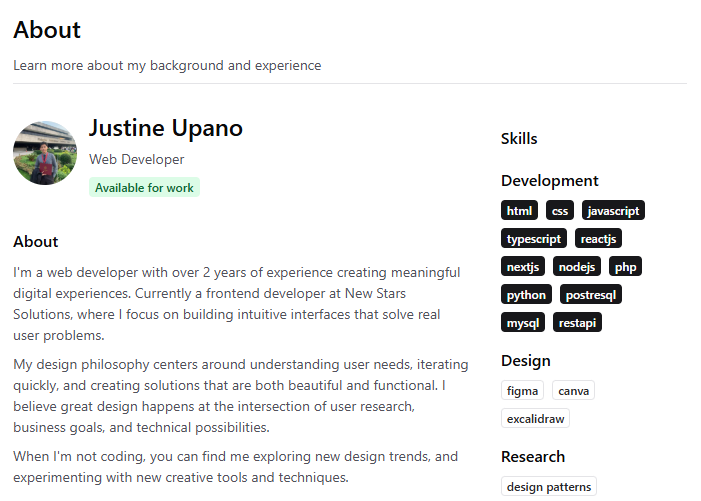 About
Learn more about my background and experience
Justine Upano
Web Developer
Available for work
About
I'm a web developer with over 2 years of experience creating meaningful
digital experiences. Currently a frontend developer at New Stars
Solutions, where I focus on building intuitive interfaces that solve real
user problems.
My design philosophy centers around understanding user needs, iterating
quickly, and creating solutions that are both beautiful and functional. I
believe great design happens at the intersection of user research,
business goals, and technical possibilities.
When I'm not coding, you can find me exploring new design trends, and
experimenting with new creative tools and techniques.
Skills
Development
html css javascript
typescript reactjs
nextjs nodejs php
python postresql
mysql restapi
Design
figma canva
excalidraw
Research
design patterns